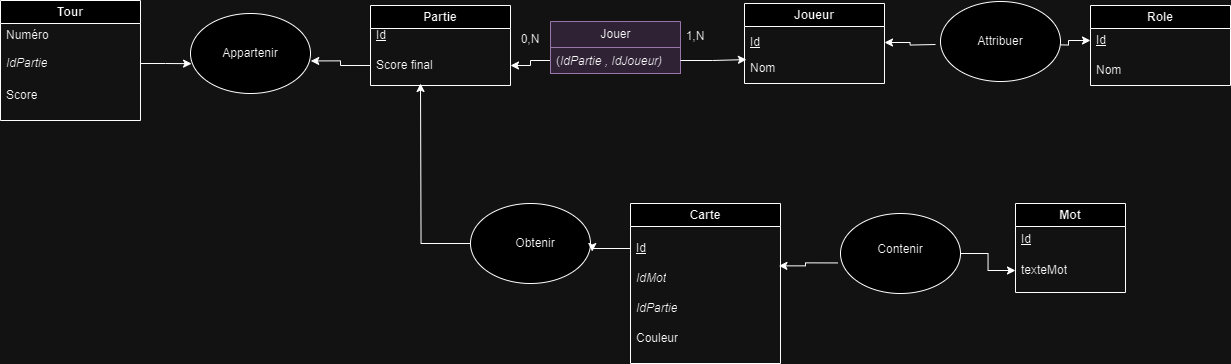 Tour
Numéro
IdPartie
Score
Appartenir
Partie
Id
Score final
0,N
Jouer
(IdPartie , IdJoueur)
1,N
Joueur
Id
Nom
Attribuer
Role
Id
Nom
Obtenir
Carte
Id
IdMot
IdPartie
Couleur
Contenir
Mot
Id
texteMot